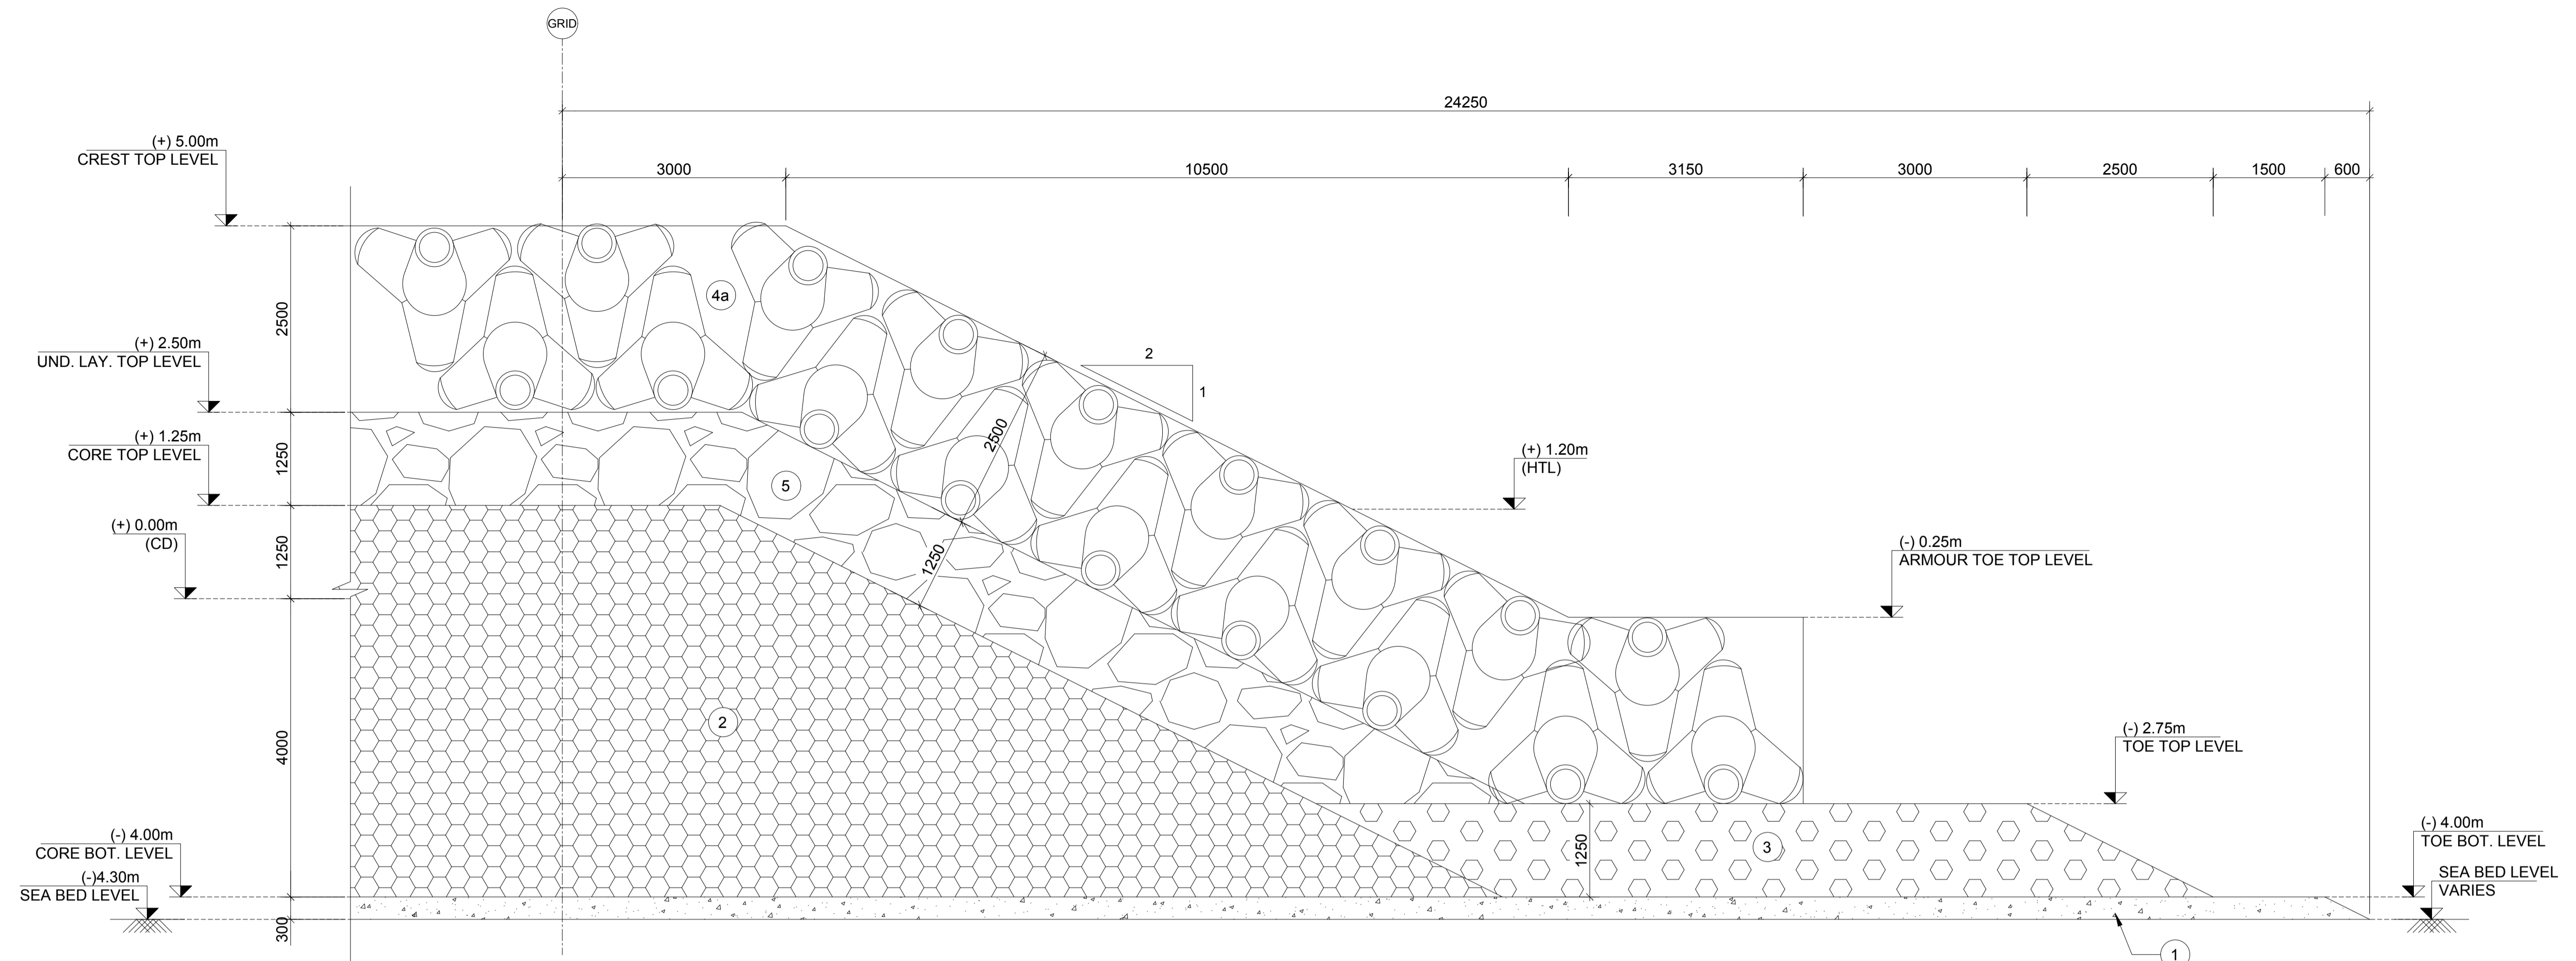 GRID
24250
3000
10500
3150
3000
2500
1500
600
(+) 5.00m
CREST TOP LEVEL
2500
4a
(+) 2.50m
UND. LAY. TOP LEVEL
2
1
2500
(+) 1.25m
CORE TOP LEVEL
1250
5
(+) 1.20m
(HTL)
(+) 0.00m
(CD)
1250
1250
(-) 0.25m
ARMOUR TOE TOP LEVEL
2
4000
(-) 2.75m
TOE TOP LEVEL
(-) 4.00m
CORE BOT. LEVEL
1250
3
(-) 4.00m
TOE BOT. LEVEL
(-)4.30m
SEA BED LEVEL
SEA BED LEVEL
VARIES
300
1